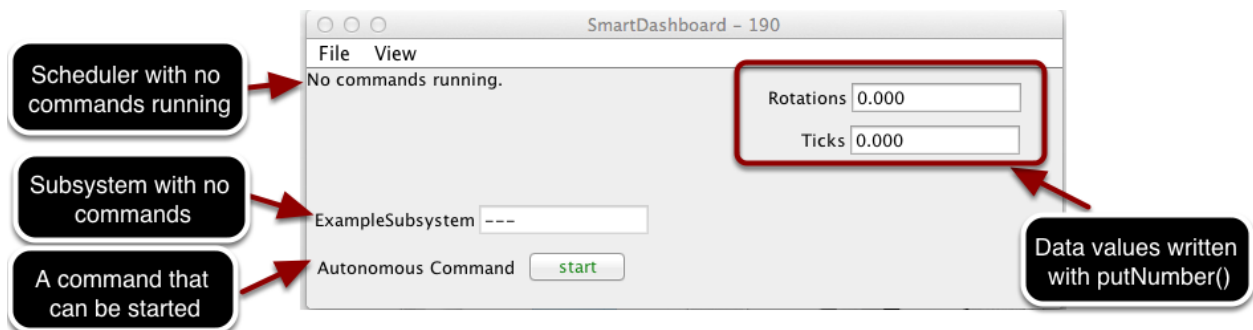 SmartDashboard – 190
File View
Scheduler with no
commands running
No commands running.
Rotations 0.000
Ticks 0.000
Subsystem with no
commands
ExampleSubsystem ---
Data values written
with putNumber()
A command that
can be started
Autonomous Command start